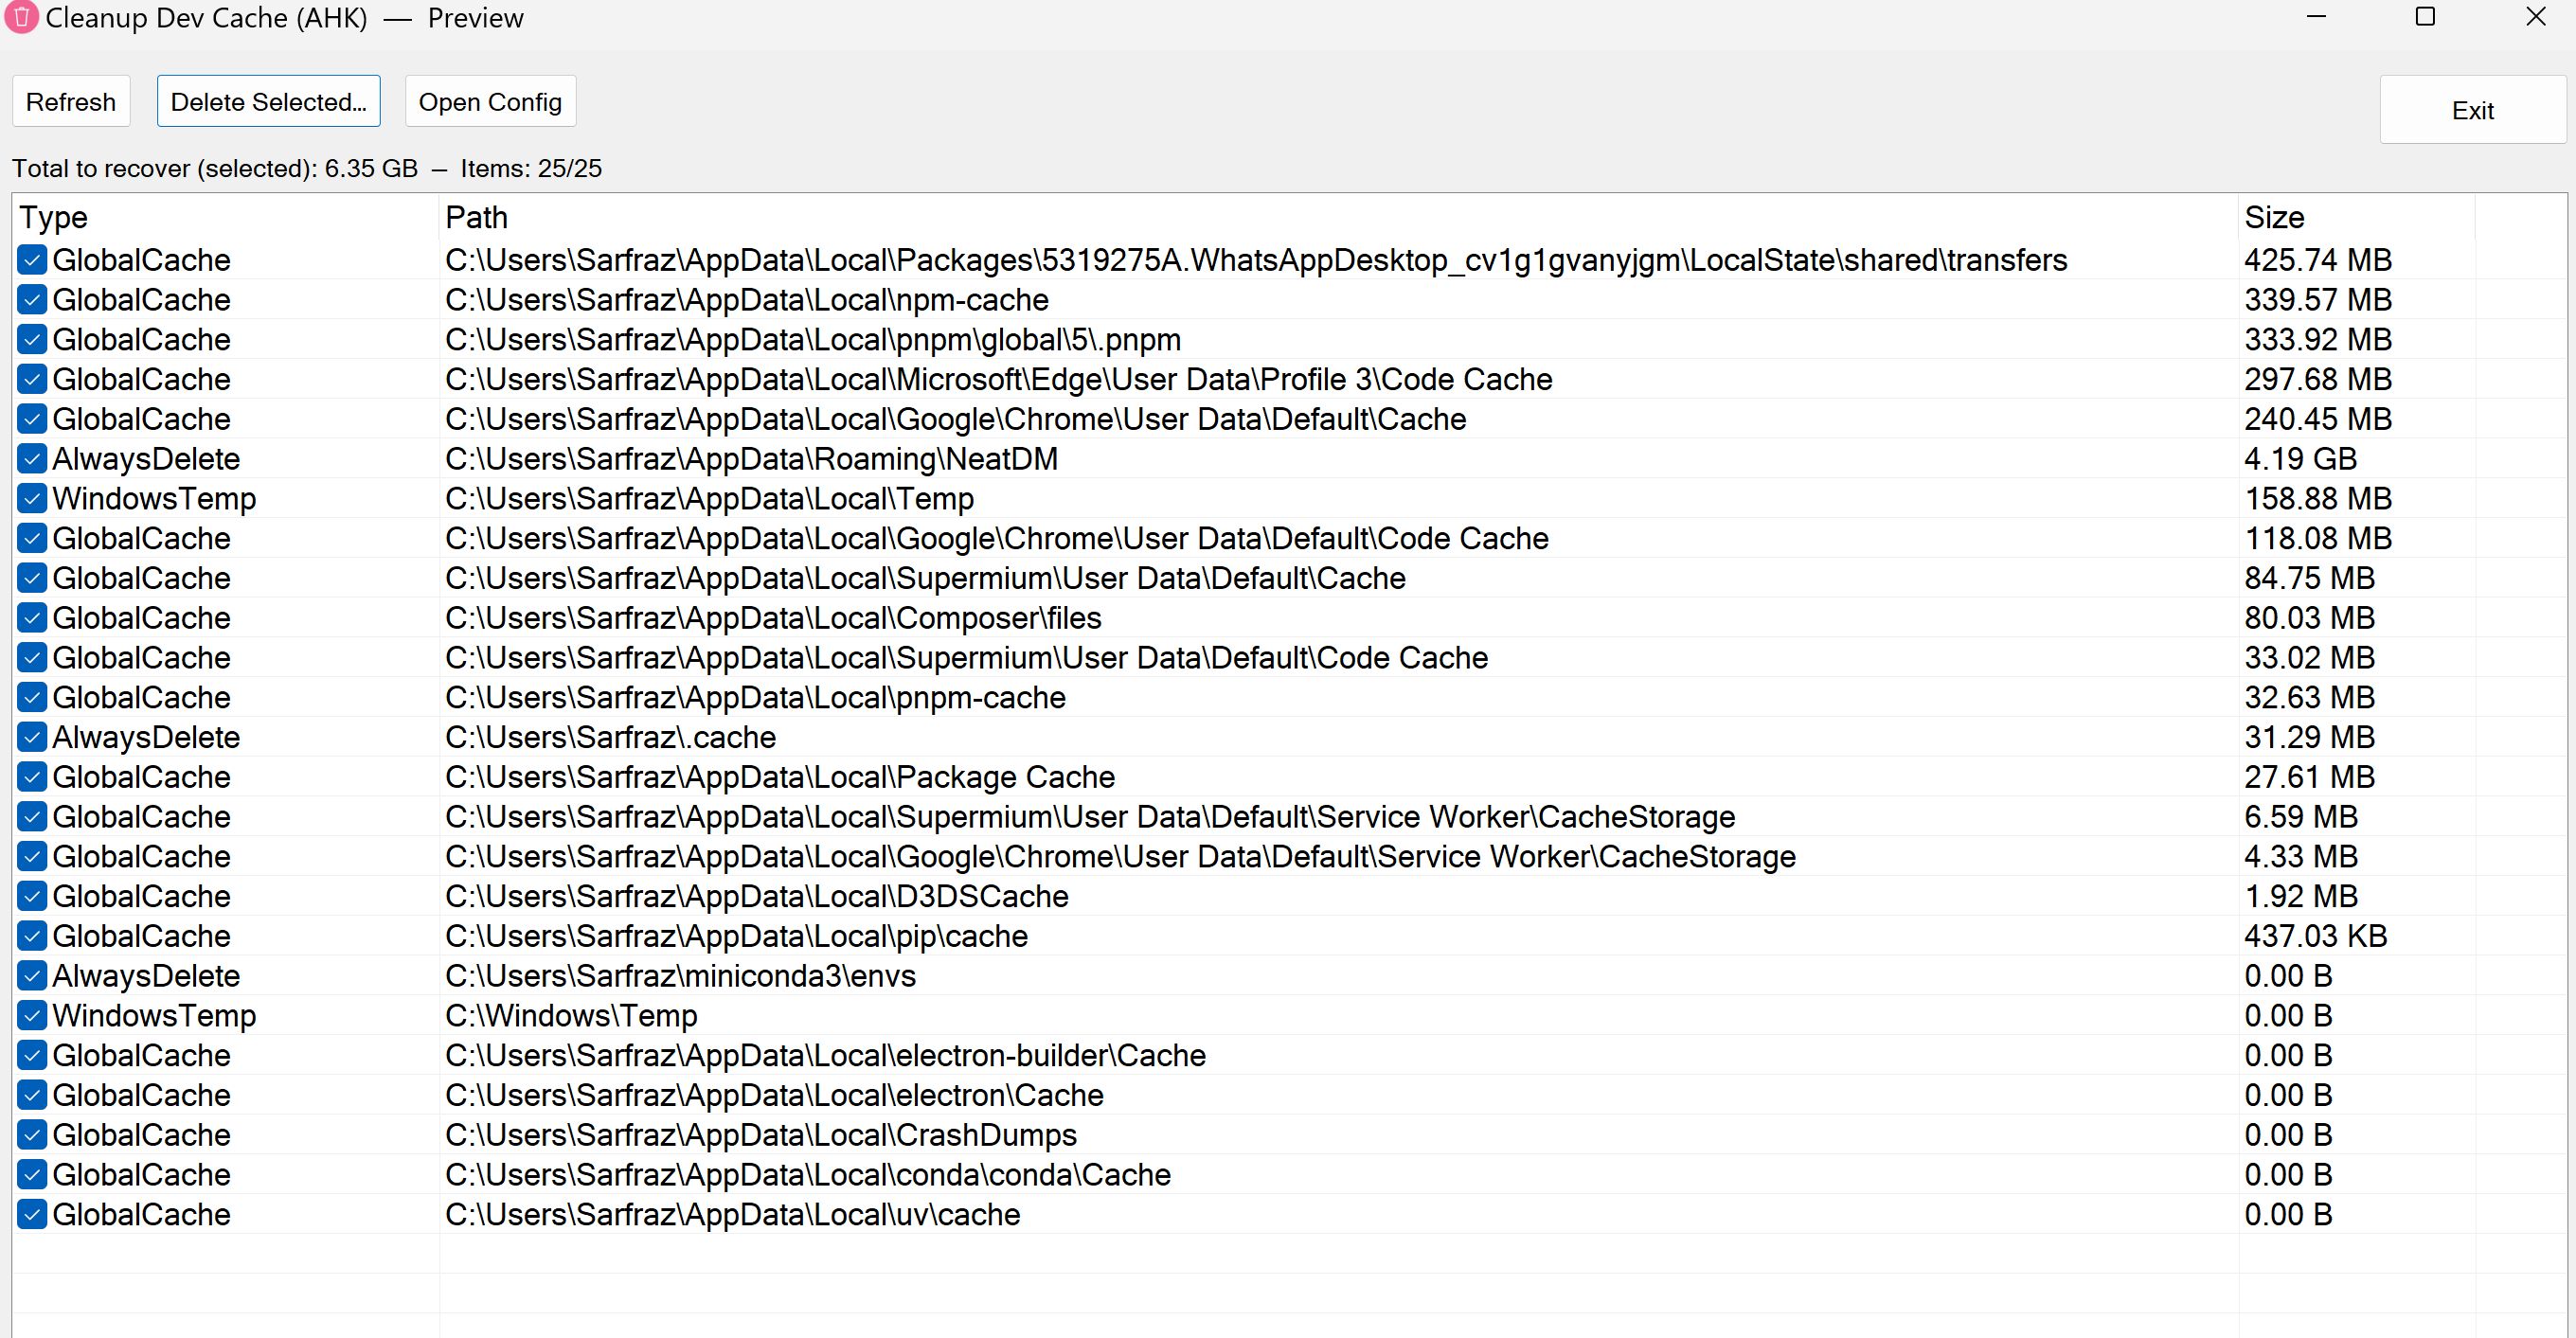 Cleanup Dev Cache (AHK) — Preview
Refresh Delete Selected... Open Config Exit
Total to recover (selected): 6.35 GB – Items: 25/25
Type Path Size
GlobalCache C:\Users\Sarfraz\AppData\Local\Packages\5319275A.WhatsAppDesktop_cv1g1gvanyjgm\LocalState\shared\transfers 425.74 MB
GlobalCache C:\Users\Sarfraz\AppData\Local\npm-cache 339.57 MB
GlobalCache C:\Users\Sarfraz\AppData\Local\pnpm\global\5\.pnpm 333.92 MB
GlobalCache C:\Users\Sarfraz\AppData\Local\Microsoft\Edge\User Data\Profile 3\Code Cache 297.68 MB
GlobalCache C:\Users\Sarfraz\AppData\Local\Google\Chrome\User Data\Default\Cache 240.45 MB
AlwaysDelete C:\Users\Sarfraz\AppData\Roaming\NeatDM 4.19 GB
WindowsTemp C:\Users\Sarfraz\AppData\Local\Temp 158.88 MB
GlobalCache C:\Users\Sarfraz\AppData\Local\Google\Chrome\User Data\Default\Code Cache 118.08 MB
GlobalCache C:\Users\Sarfraz\AppData\Local\Supermium\User Data\Default\Cache 84.75 MB
GlobalCache C:\Users\Sarfraz\AppData\Local\Composer\files 80.03 MB
GlobalCache C:\Users\Sarfraz\AppData\Local\Supermium\User Data\Default\Code Cache 33.02 MB
GlobalCache C:\Users\Sarfraz\AppData\Local\pnpm-cache 32.63 MB
AlwaysDelete C:\Users\Sarfraz\.cache 31.29 MB
GlobalCache C:\Users\Sarfraz\AppData\Local\Package Cache 27.61 MB
GlobalCache C:\Users\Sarfraz\AppData\Local\Supermium\User Data\Default\Service Worker\CacheStorage 6.59 MB
GlobalCache C:\Users\Sarfraz\AppData\Local\Google\Chrome\User Data\Default\Service Worker\CacheStorage 4.33 MB
GlobalCache C:\Users\Sarfraz\AppData\Local\D3DSCache 1.92 MB
GlobalCache C:\Users\Sarfraz\AppData\Local\pip\cache 437.03 KB
AlwaysDelete C:\Users\Sarfraz\miniconda3\envs 0.00 B
WindowsTemp C:\Windows\Temp 0.00 B
GlobalCache C:\Users\Sarfraz\AppData\Local\electron-builder\Cache 0.00 B
GlobalCache C:\Users\Sarfraz\AppData\Local\electron\Cache 0.00 B
GlobalCache C:\Users\Sarfraz\AppData\Local\CrashDumps 0.00 B
GlobalCache C:\Users\Sarfraz\AppData\Local\conda\conda\Cache 0.00 B
GlobalCache C:\Users\Sarfraz\AppData\Local\uv\cache 0.00 B